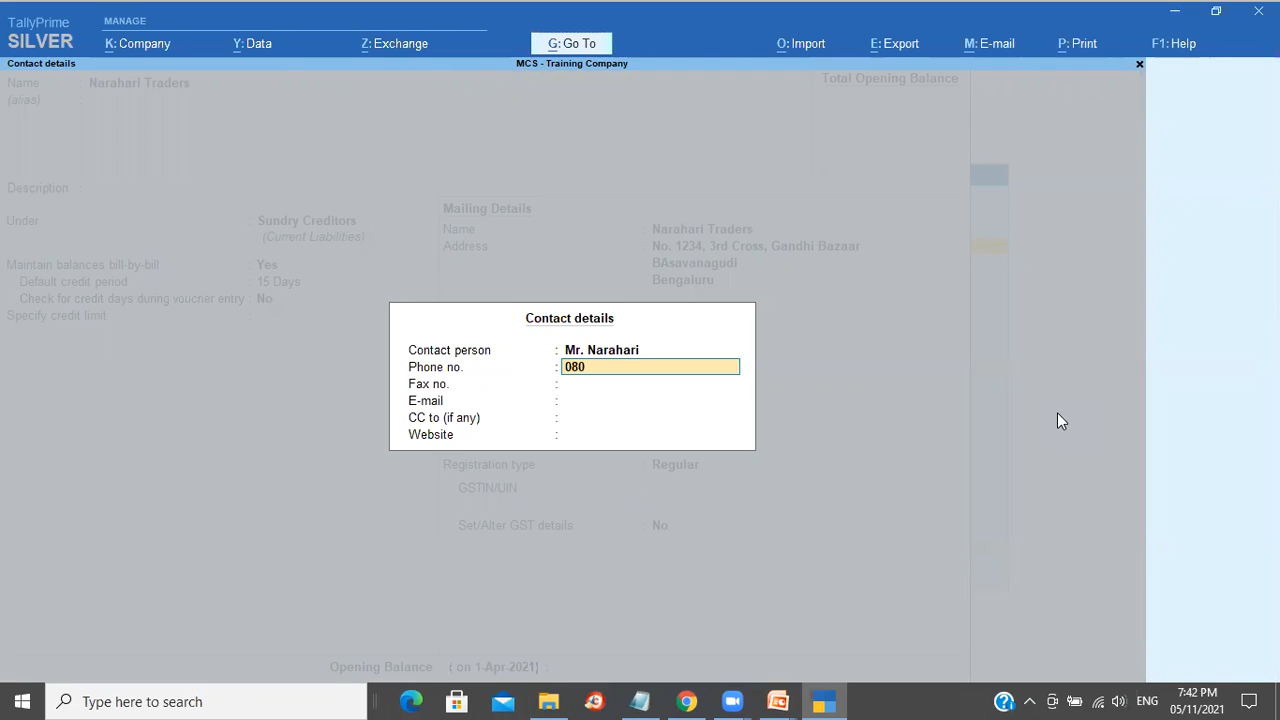 TallyPrime
MANAGE
SILVER
K: Company
Y: Data
Z: Exchange
G: Go To
O: Import
E: Export
M: E-mail
P: Print
F1: Help
Contact details
MCS - Training Company
Name : Narahari Traders
(alias) :
Total Opening Balance
Description :
Under : Sundry Creditors
(Current Liabilities)
Maintain balances bill-by-bill : Yes
Default credit period : 15 Days
Check for credit days during voucher entry : No
Specify credit limit :
Mailing Details
Name : Narahari Traders
Address : No. 1234, 3rd Cross, Gandhi Bazaar
BAsavanagudi
Bengaluru
Contact details
Contact person : Mr. Narahari
Phone no. : 080
Fax no. :
E-mail :
CC to (if any) :
Website :
Registration type : Regular
GSTIN/UIN
Set/Alter GST details : No
Opening Balance ( on 1-Apr-2021) :
Type here to search
ENG
7:42 PM
05/11/2021